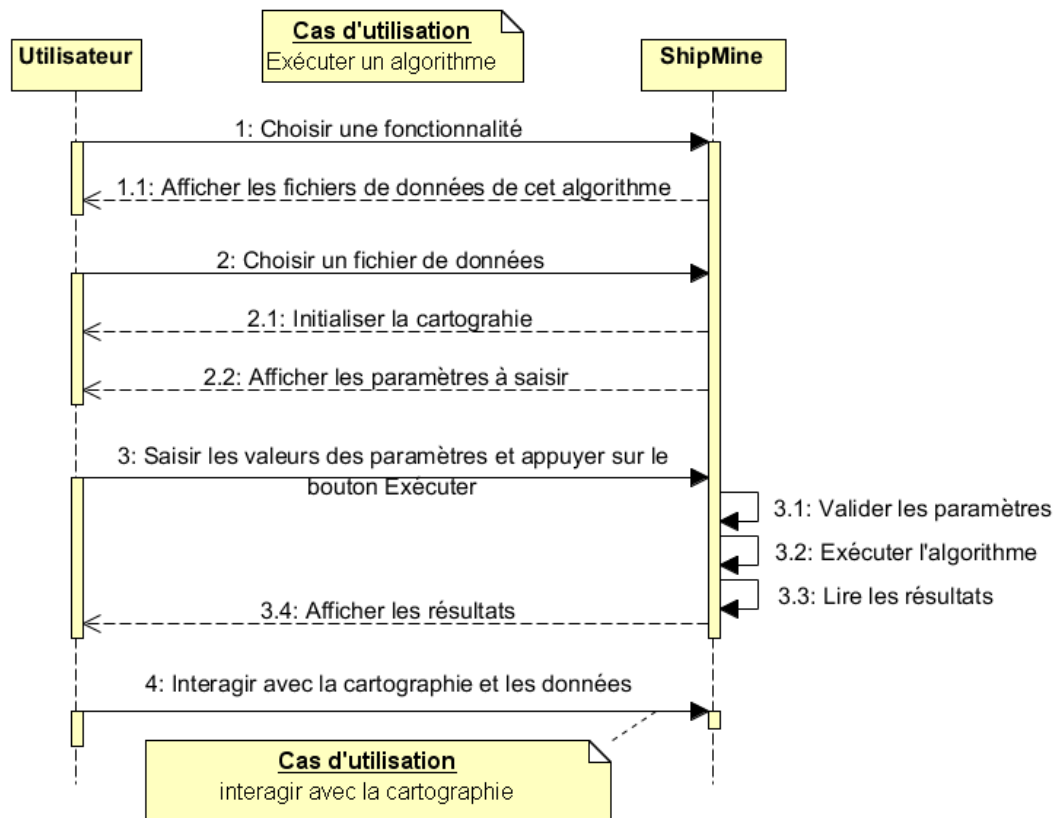 Cas d'utilisation
Exécuter un algorithme
Utilisateur
ShipMine
1: Choisir une fonctionnalité
1.1: Afficher les fichiers de données de cet algorithme
2: Choisir un fichier de données
2.1: Initialiser la cartograhie
2.2: Afficher les paramètres à saisir
3: Saisir les valeurs des paramètres et appuyer sur le
bouton Exécuter
3.1: Valider les paramètres
3.2: Exécuter l'algorithme
3.3: Lire les résultats
3.4: Afficher les résultats
4: Interagir avec la cartographie et les données
Cas d'utilisation
interagir avec la cartographie